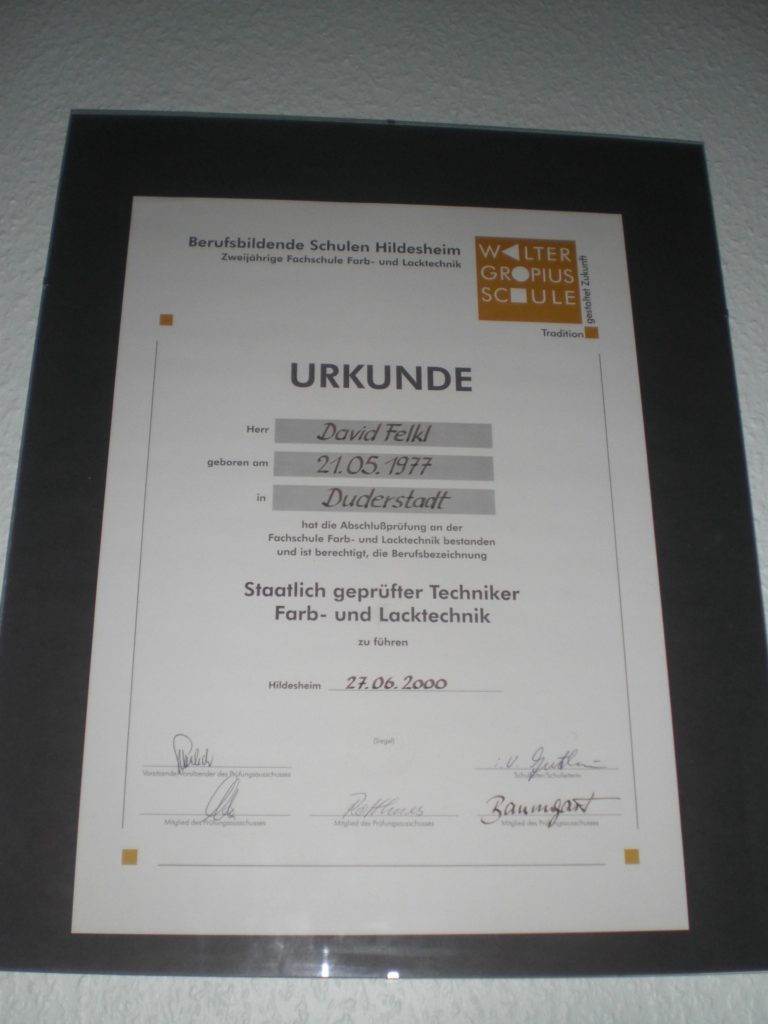 Berufsbildende Schulen Hildesheim
Zweijährige Fachschule Farb- und Lacktechnik
WALTER
GROPIUS
SCHULE
gestaltet Zukunft
Tradition
URKUNDE
Herr David Felkl
geboren am 21.05.1977
in Duderstadt
hat die Abschlußprüfung an der
Fachschule Farb- und Lacktechnik bestanden
und ist berechtigt, die Berufsbezeichnung
Staatlich geprüfter Techniker
Farb- und Lacktechnik
zu führen
Hildesheim 27.06.2000
(Siegel)
i.V.
Vorsitzende/Vorsitzender des Prüfungsausschusses
Schulleiter/Schulleiterin
Baumgart
Mitglied des Prüfungsausschusses
Mitglied des Prüfungsausschusses
Mitglied des Prüfungsausschusses